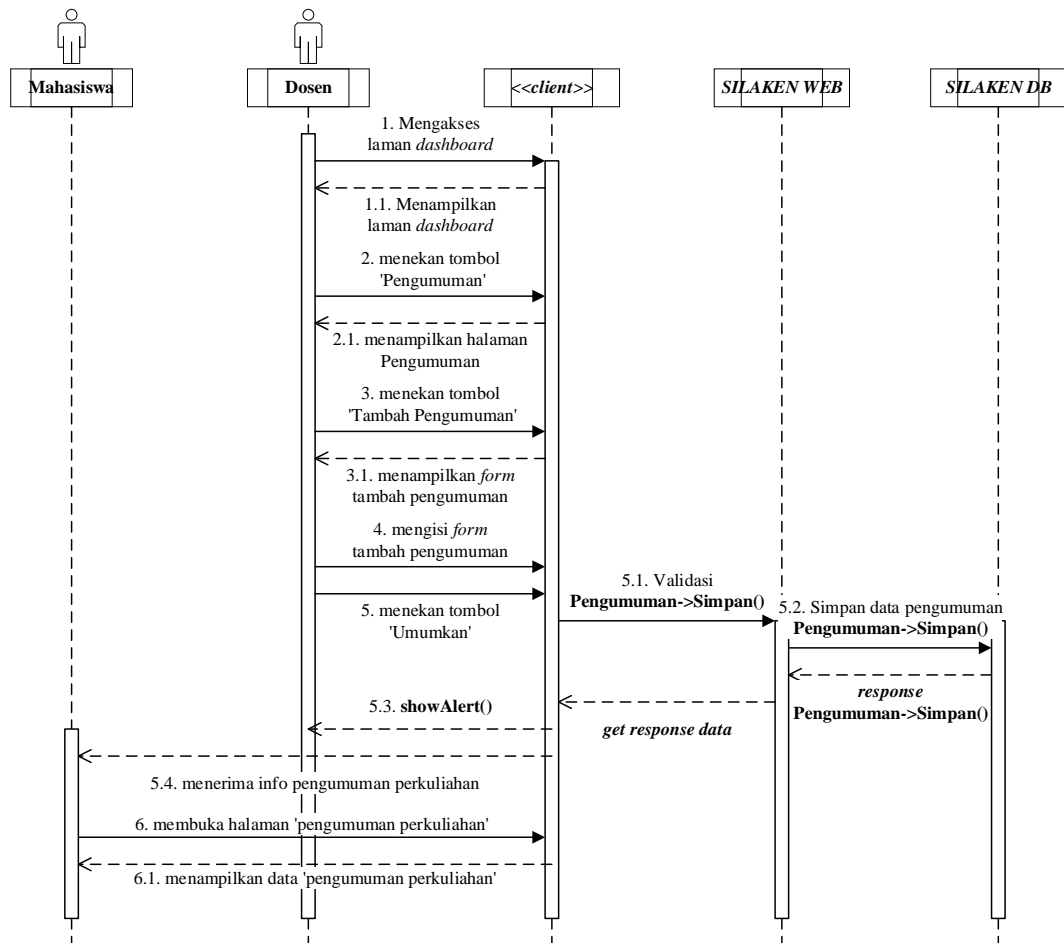 Mahasiswa
Dosen
<<client>>
SILAKEN WEB
SILAKEN DB
1. Mengakses
laman dashboard
1.1. Menampilkan
laman dashboard
2. menekan tombol
'Pengumuman'
2.1. menampilkan halaman
Pengumuman
3. menekan tombol
'Tambah Pengumuman'
3.1. menampilkan form
tambah pengumuman
4. mengisi form
tambah pengumuman
5. menekan tombol
'Umumkan'
5.1. Validasi
Pengumuman->Simpan()
5.2. Simpan data pengumuman
Pengumuman->Simpan()
response
Pengumuman->Simpan()
get response data
5.3. showAlert()
5.4. menerima info pengumuman perkuliahan
6. membuka halaman 'pengumuman perkuliahan'
6.1. menampilkan data 'pengumuman perkuliahan'